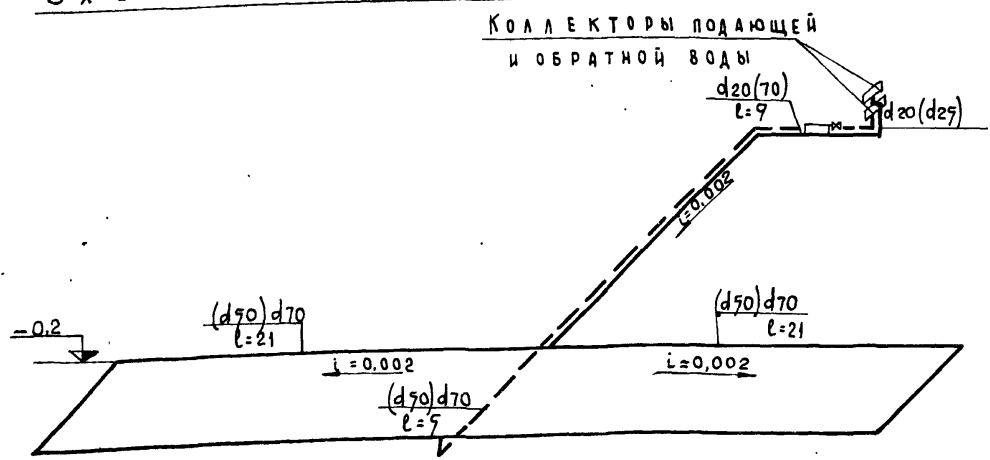 КОЛЛЕКТОРЫ ПОДАЮЩЕЙ
И ОБРАТНОЙ ВОДЫ
d20(70)
l=9
d20(d25)
i=0,002
(d50)d70
l=21
(d50)d70
l=21
-0,2
i=0,002
i=0,002
(d50)d70
l=5